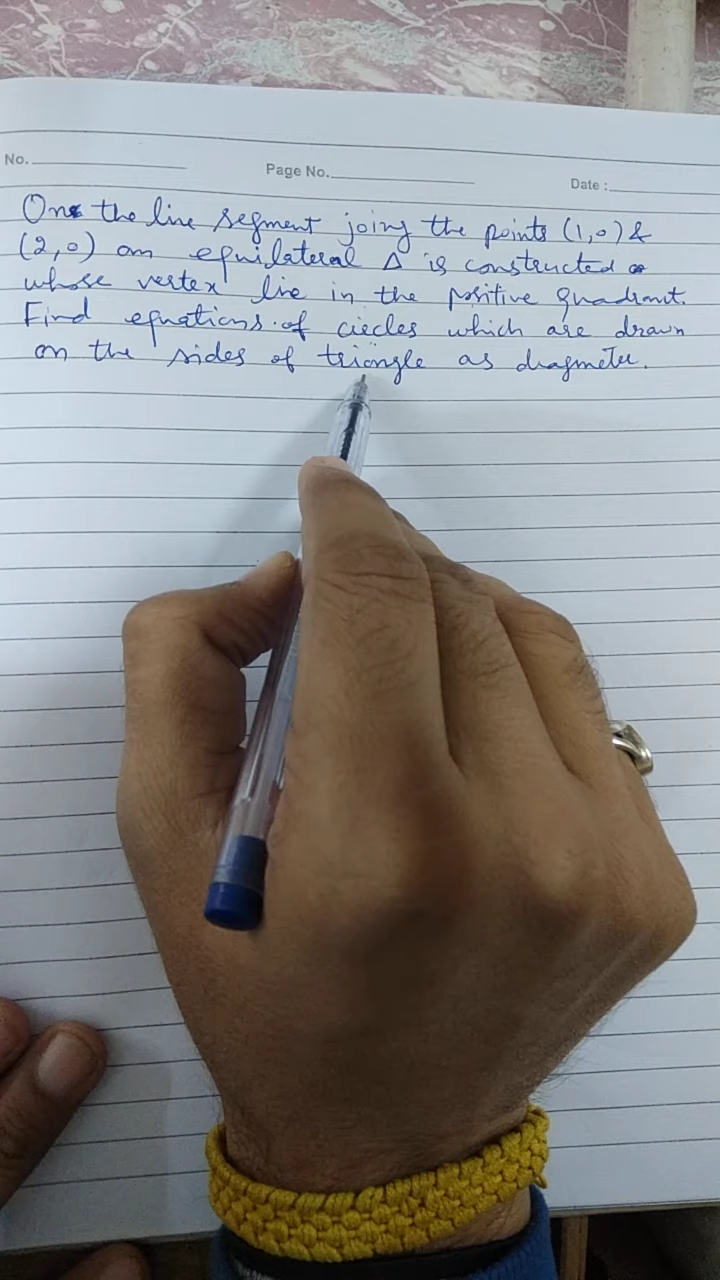 No.
Page No.
Date :
One the line segment joing the points (1,0) &
(2,0) an equilateral Δ is constructed
whose vertex lie in the positive quadrant.
Find equations of circles which are drawn
on the sides of triangle as diagmeter.